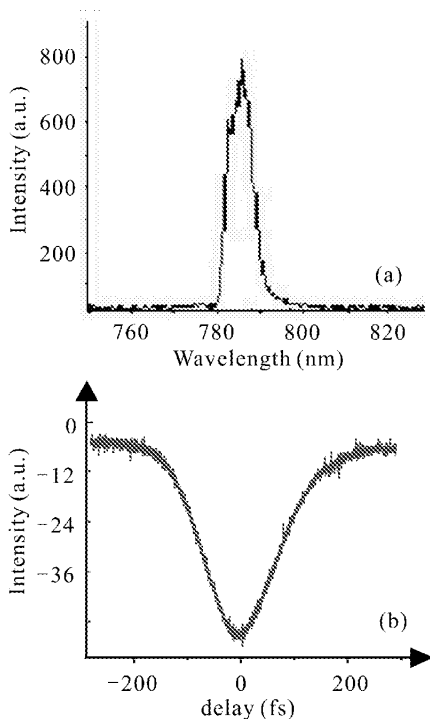 800
600
400
200
Intensity (a.u.)
(a)
760 780 800 820
Wavelength (nm)
0
−12
−24
−36
Intensity (a.u.)
(b)
−200 0 200
delay (fs)